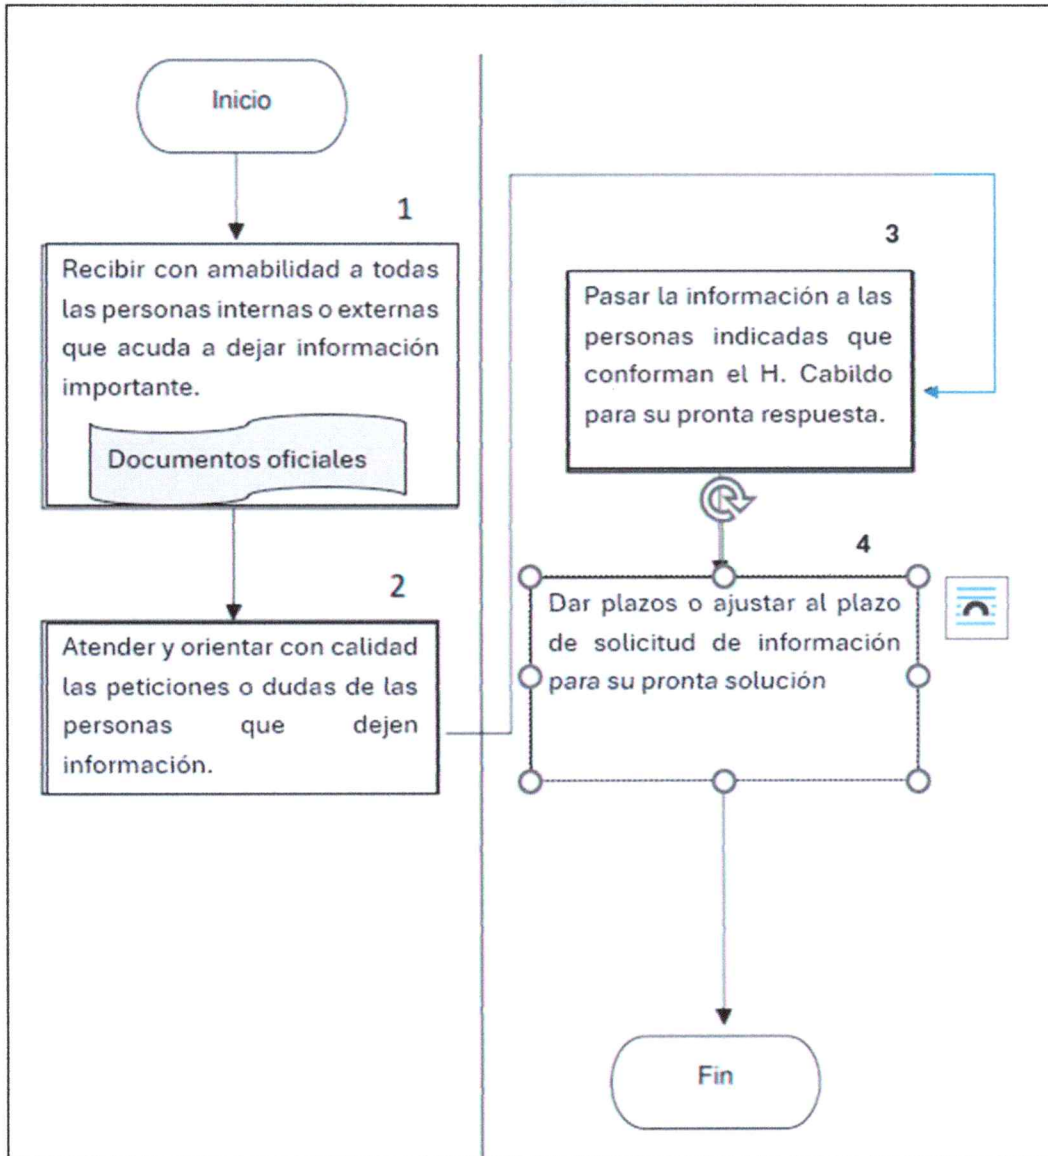 Inicio
1
Recibir con amabilidad a todas
las personas internas o externas
que acuda a dejar información
importante.
Documentos oficiales
2
Atender y orientar con calidad
las peticiones o dudas de las
personas que dejen
información.
3
Pasar la información a las
personas indicadas que
conforman el H. Cabildo
para su pronta respuesta.
4
Dar plazos o ajustar al plazo
de solicitud de información
para su pronta solución
Fin